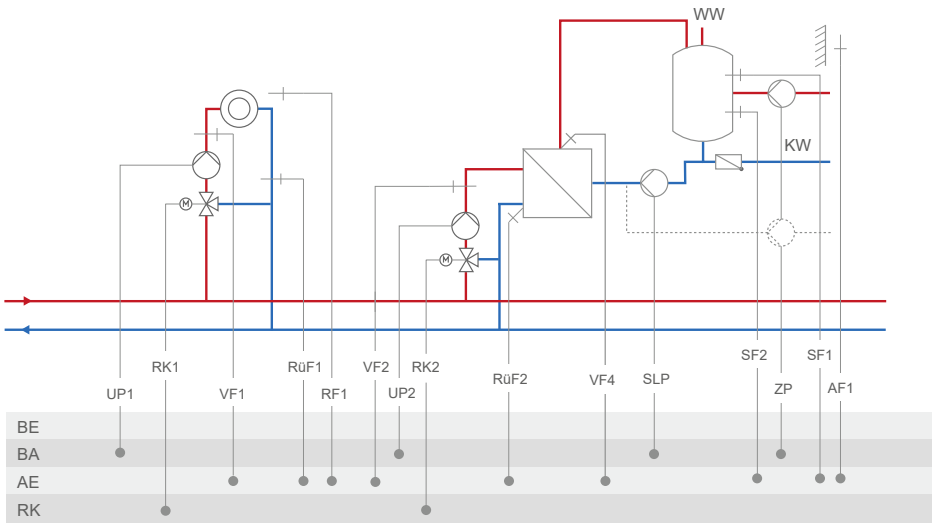 WW
KW
M
M
RK1
RüF1
VF2
RK2
RüF2
VF4
SLP
SF2
SF1
UP1
VF1
RF1
UP2
ZP
AF1
BE
BA
AE
RK